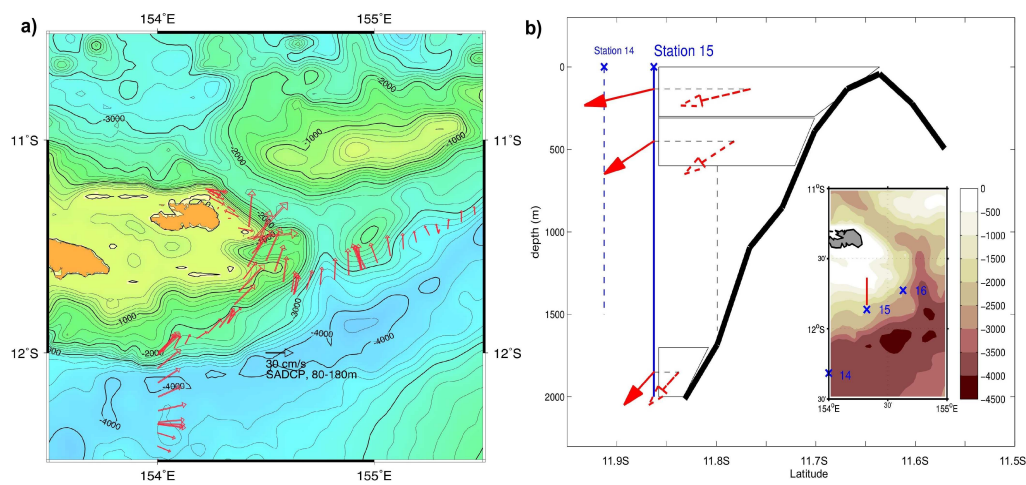 a)
154°E
155°E
-2000
-3000
-2000
-1000
-1000
11°S
11°S
-2000
-1000
-3000
-1000
-4000
-4000
-2000
12°S
12°S
30 cm/s
SADCP, 80-180m
-4000
-4000
154°E
155°E
b)
Station 14
Station 15
0
500
1000
1500
2000
depth (m)
11.9S
11.8S
11.7S
11.6S
11.5S
Latitude
11°S
30'
12°S
30'
154°E
30'
155°E
16
15
14
0
−500
−1000
−1500
−2000
−2500
−3000
−3500
−4000
−4500